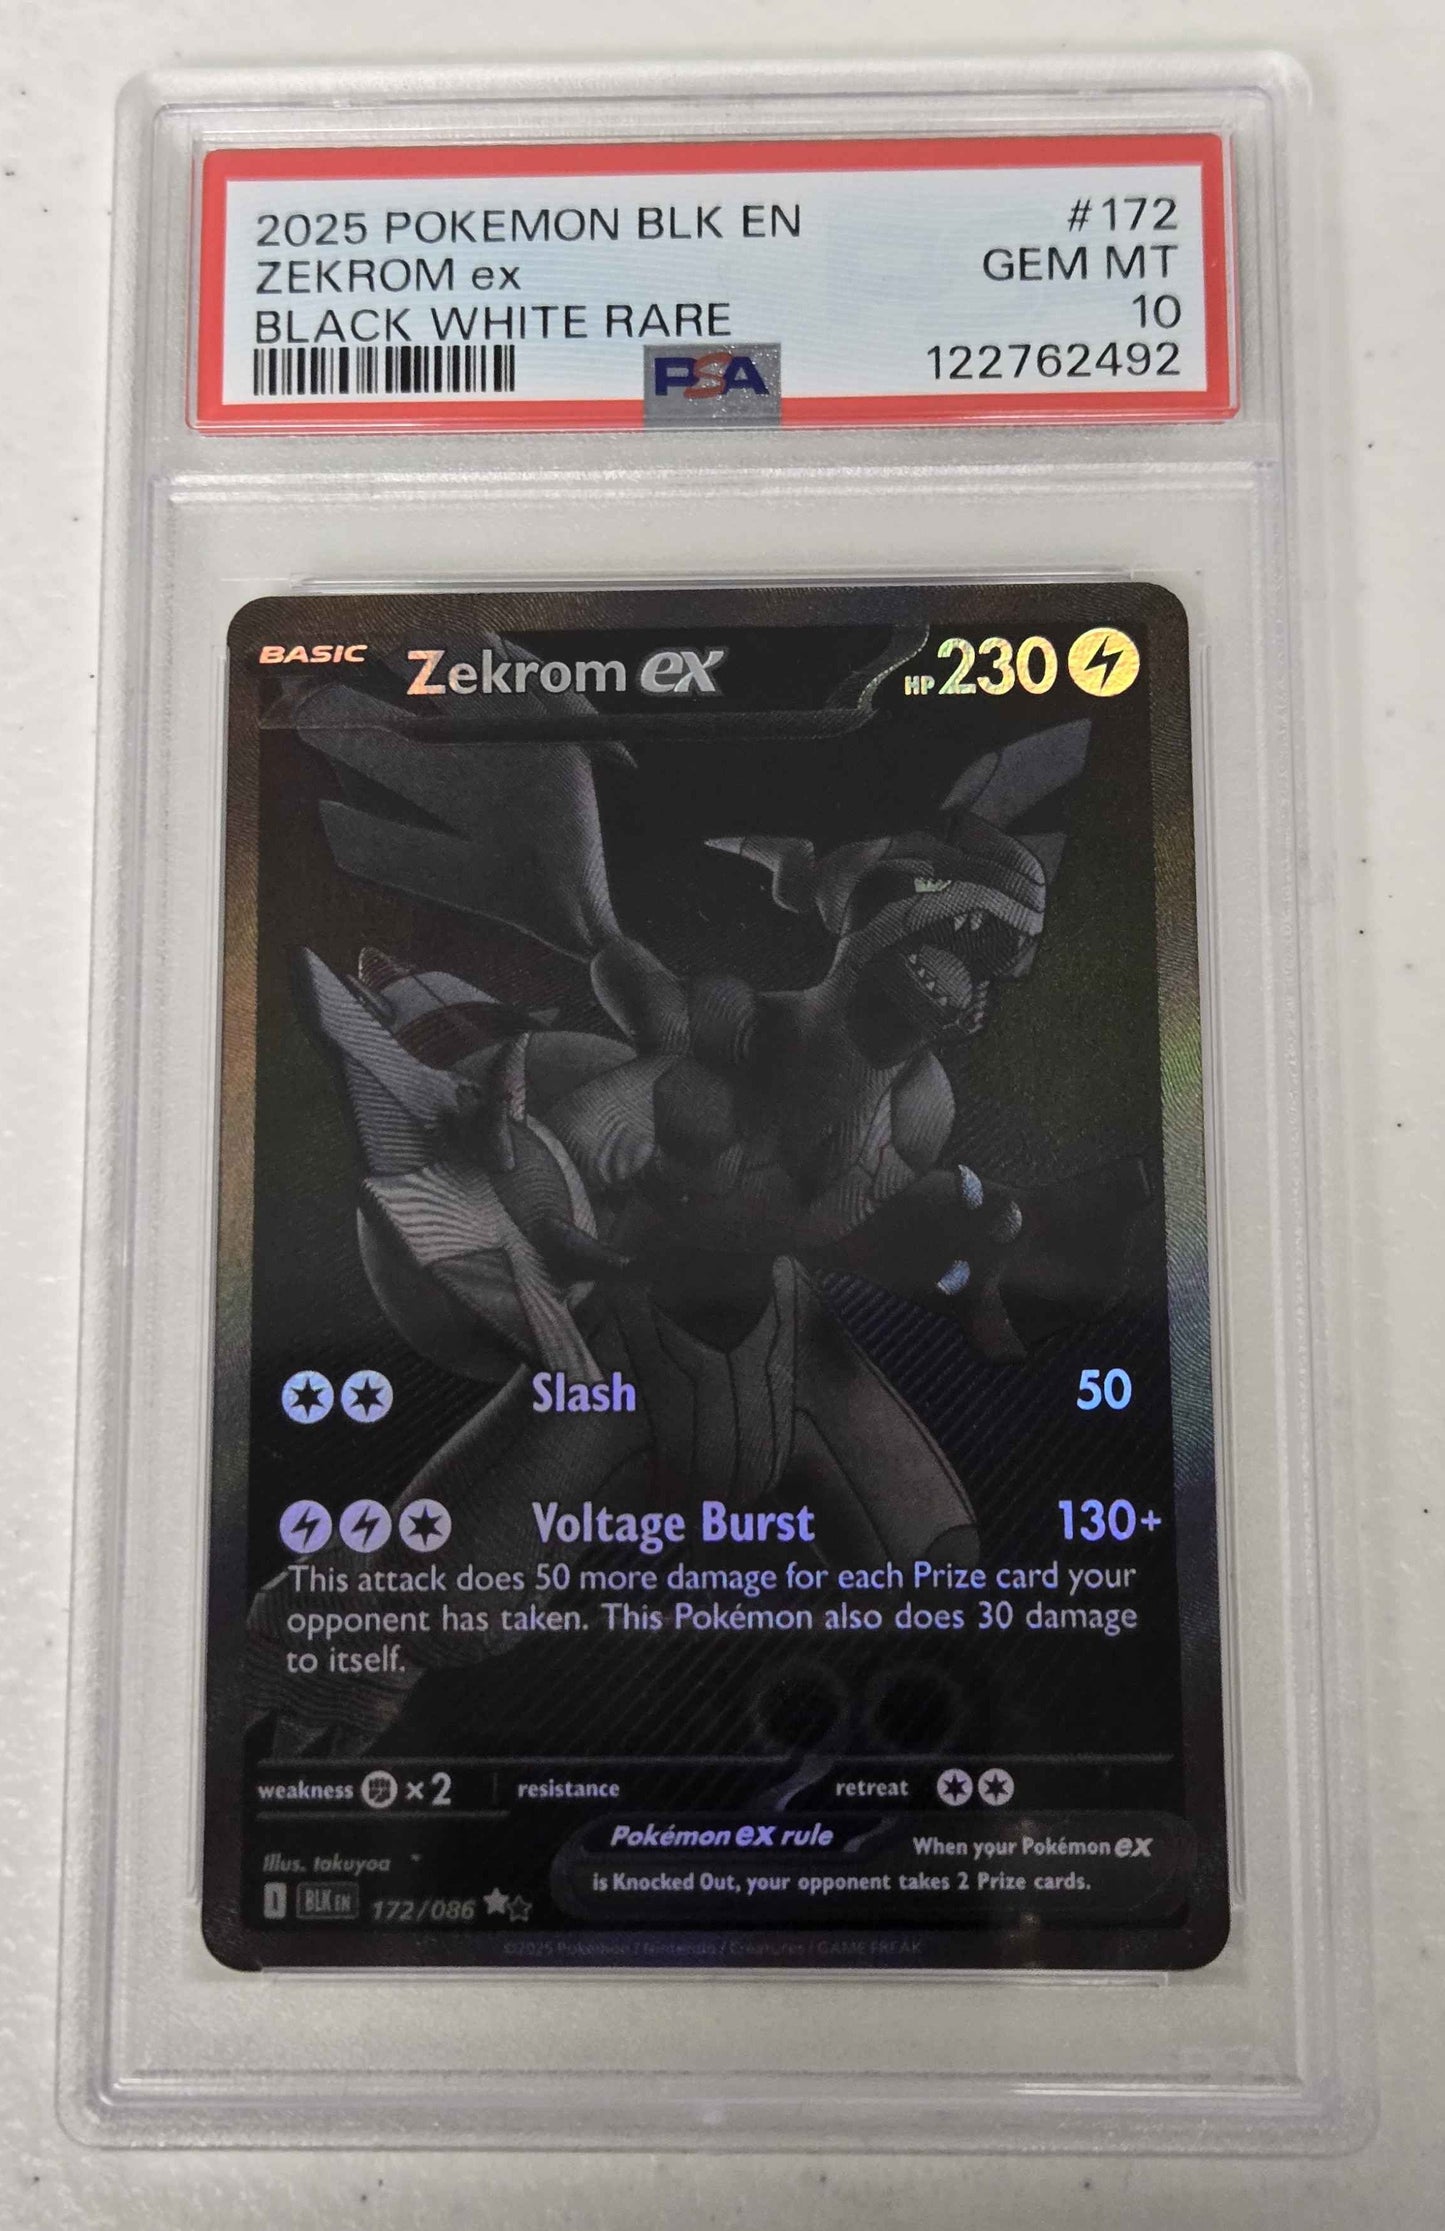 2025 POKEMON BLK EN #172
ZEKROM ex GEM MT
BLACK WHITE RARE 10
PSA 122762492
BASIC Zekrom ex HP 230
Slash 50
Voltage Burst 130+
This attack does 50 more damage for each Prize card your
opponent has taken. This Pokémon also does 30 damage
to itself.
weakness ×2 resistance retreat
Pokémon ex rule When your Pokémon ex
is Knocked Out, your opponent takes 2 Prize cards.
Illus. takuyoa
I BLK EN 172/086
©2025 Pokémon / Nintendo / Creatures / GAME FREAK